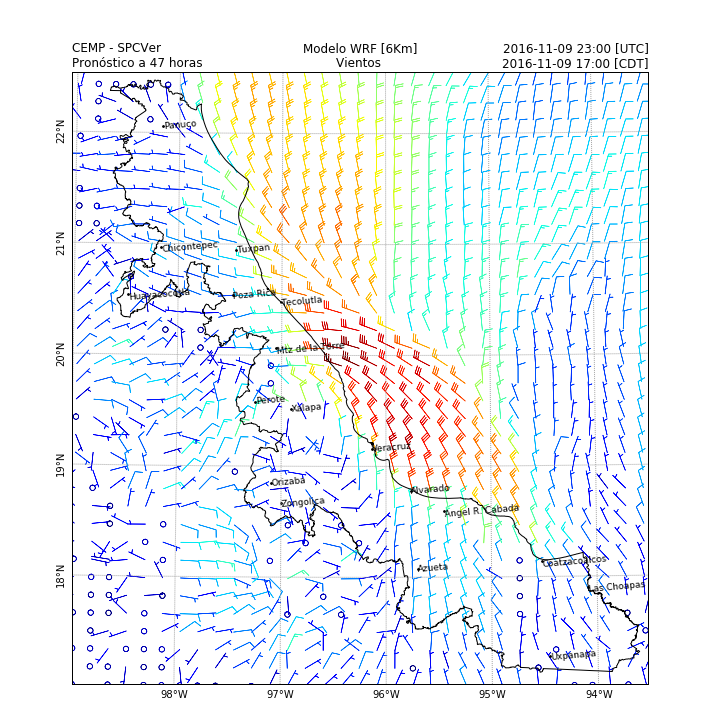 CEMP - SPCVer Modelo WRF [6Km] 2016-11-09 23:00 [UTC]
Pronóstico a 47 horas Vientos 2016-11-09 17:00 [CDT]
22°N
Panuco
21°N
Chicontepec
Tuxpan
Huayacocotla
Poza Rica
Tecolutla
20°N
Mtz de la Torre
Perote
Xalapa
Veracruz
19°N
Orizaba
Alvarado
Zongolica
Angel R. Cabada
18°N
Azueta
Coatzacoalcos
Las Choapas
Uxpanapa
98°W 97°W 96°W 95°W 94°W